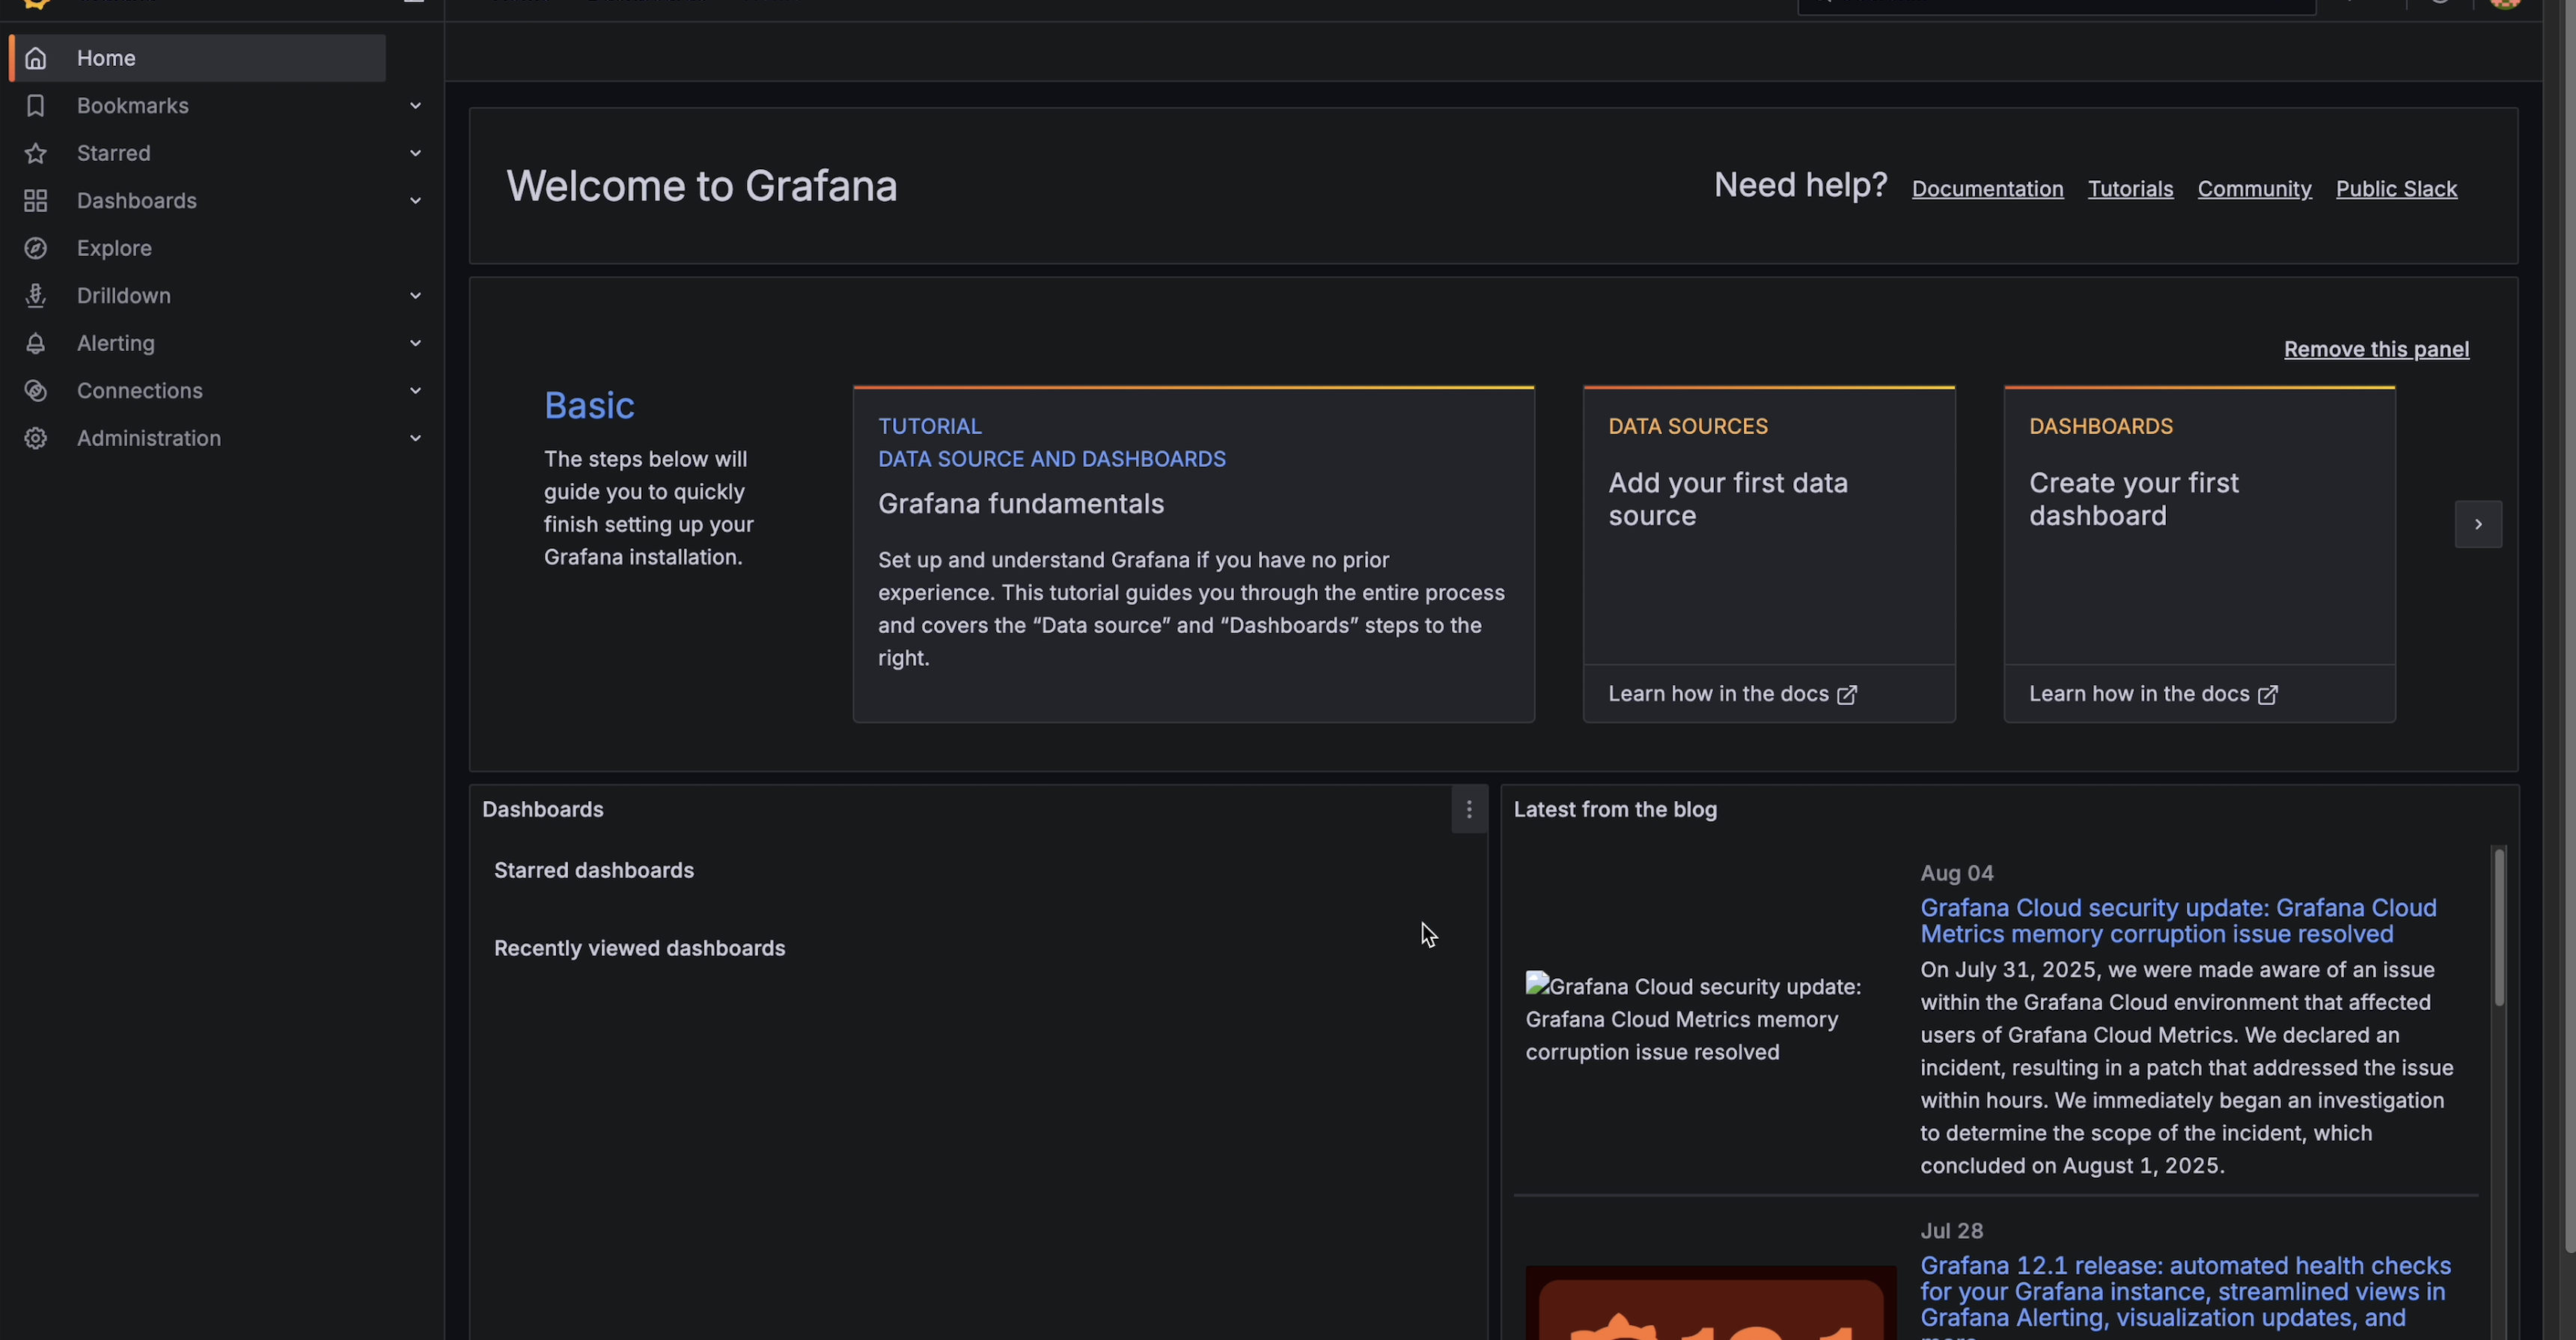 Home
Bookmarks
Starred
Dashboards
Explore
Drilldown
Alerting
Connections
Administration
Welcome to Grafana
Need help?
Documentation
Tutorials
Community
Public Slack
Remove this panel
Basic
The steps below will
guide you to quickly
finish setting up your
Grafana installation.
TUTORIAL
DATA SOURCE AND DASHBOARDS
Grafana fundamentals
Set up and understand Grafana if you have no prior
experience. This tutorial guides you through the entire process
and covers the “Data source” and “Dashboards” steps to the
right.
DATA SOURCES
Add your first data
source
Learn how in the docs
DASHBOARDS
Create your first
dashboard
Learn how in the docs
Dashboards
Starred dashboards
Recently viewed dashboards
Latest from the blog
Grafana Cloud security update:
Grafana Cloud Metrics memory
corruption issue resolved
Aug 04
Grafana Cloud security update: Grafana Cloud
Metrics memory corruption issue resolved
On July 31, 2025, we were made aware of an issue
within the Grafana Cloud environment that affected
users of Grafana Cloud Metrics. We declared an
incident, resulting in a patch that addressed the issue
within hours. We immediately began an investigation
to determine the scope of the incident, which
concluded on August 1, 2025.
Jul 28
Grafana 12.1 release: automated health checks
for your Grafana instance, streamlined views in
Grafana Alerting, visualization updates, and